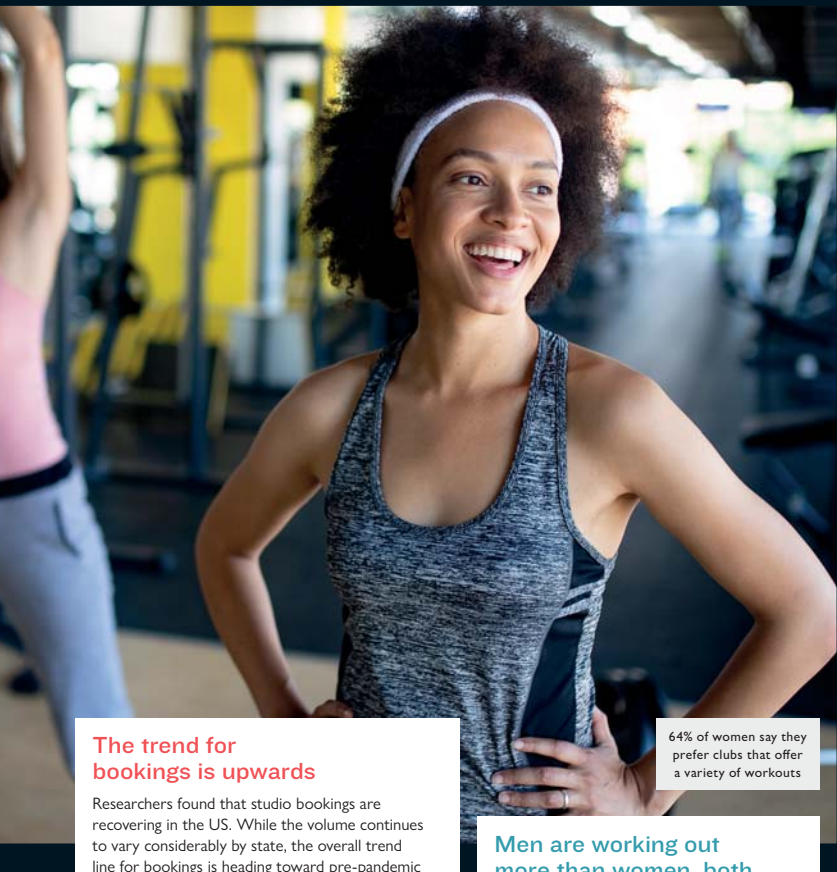 The trend for
bookings is upwards
Researchers found that studio bookings are
recovering in the US. While the volume continues
to vary considerably by state, the overall trend
line for bookings is heading toward pre-pandemic
64% of women say they
prefer clubs that offer
a variety of workouts
Men are working out
more than women, both